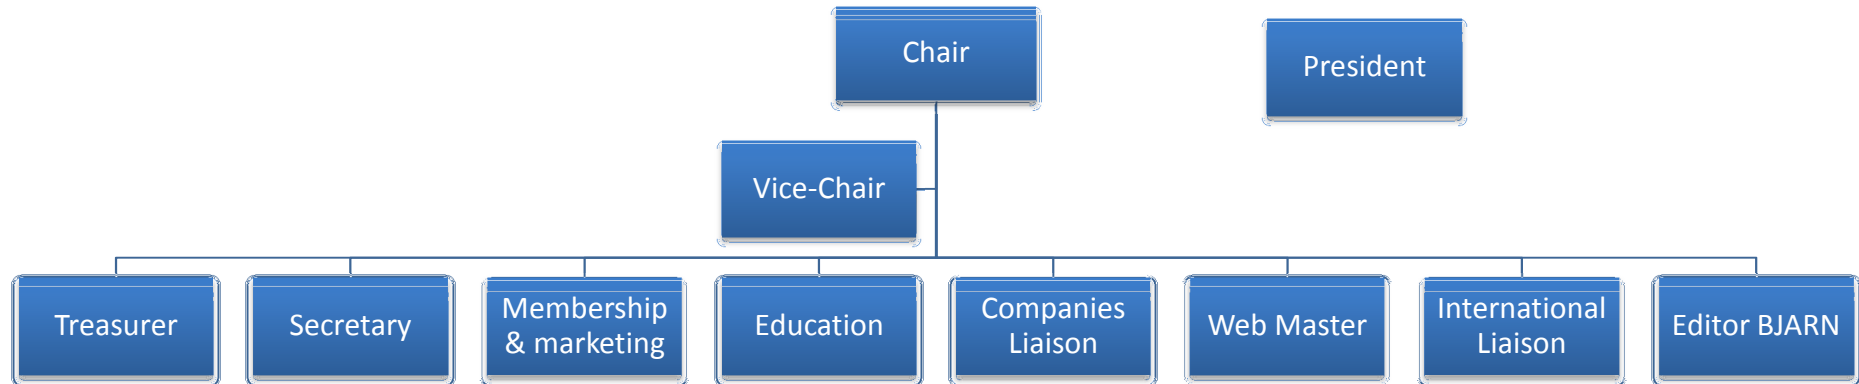 Chair
President
Vice-Chair
Treasurer
Secretary
Membership
& marketing
Education
Companies
Liaison
Web Master
International
Liaison
Editor BJARN